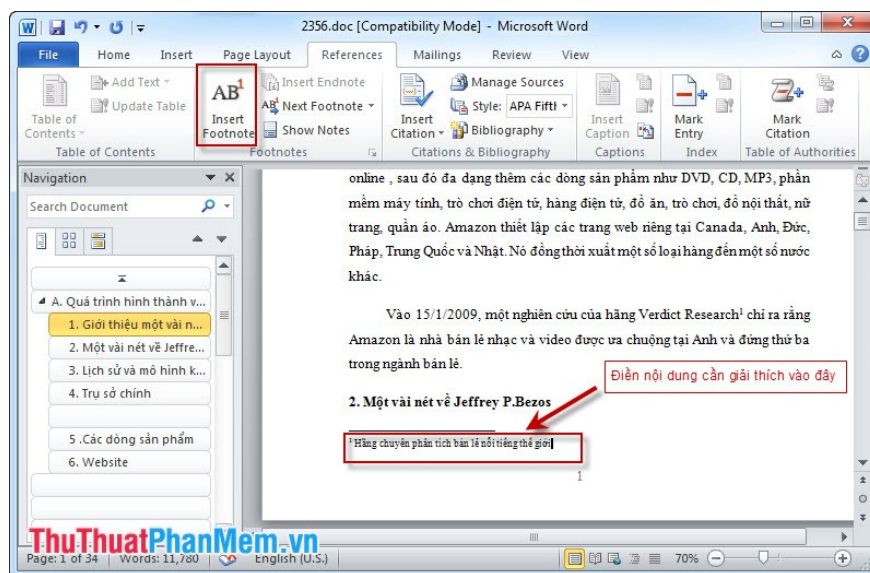 2356.doc [Compatibility Mode] - Microsoft Word
File Home Insert Page Layout References Mailings Review View
Table of Contents
Add Text
Update Table
AB1
Insert Footnote
Insert Endnote
AB1 Next Footnote
Show Notes
Insert Citation
Manage Sources
Style: APA Fiftl
Bibliography
Insert Caption
Mark Entry
Mark Citation
Table of Contents Footnotes Citations & Bibliography Captions Index Table of Authorities
Navigation
Search Document
A. Quá trình hình thành v...
1. Giới thiệu một vài n...
2. Một vài nét về Jeffre...
3. Lịch sử và mô hình k...
4. Trụ sở chính
5 .Các dòng sản phẩm
6. Website
online , sau đó đa dạng thêm các dòng sản phẩm như DVD, CD, MP3, phần
mềm máy tính, trò chơi điện tử, hàng điện tử, đồ ăn, trò chơi, đồ nội thất, nữ
trang, quần áo. Amazon thiết lập các trang web riêng tại Canada, Anh, Đức,
Pháp, Trung Quốc và Nhật. Nó đồng thời xuất một số loại hàng đến một số nước
khác.
Vào 15/1/2009, một nghiên cứu của hãng Verdict Research1 chỉ ra rằng
Amazon là nhà bán lẻ nhạc và video được ưa chuộng tại Anh và đứng thứ ba
trong ngành bán lẻ.
Điền nội dung cần giải thích vào đây
2. Một vài nét về Jeffrey P.Bezos
1 Hãng chuyên phân tích bán lẻ nổi tiếng thế giới
1
ThuThuatPhanMem.vn
Page: 1 of 34 Words: 11,780 English (U.S.) 70%